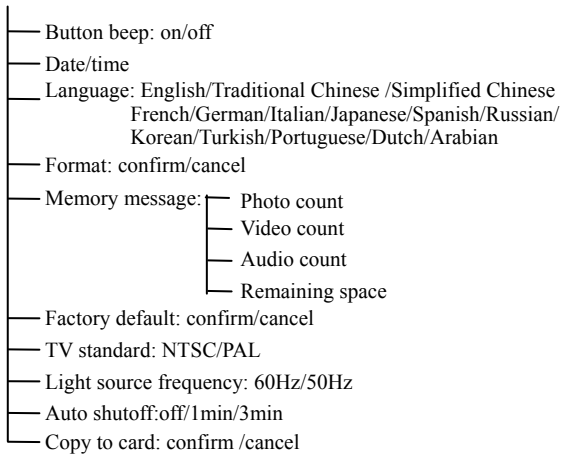 Button beep: on/off
Date/time
Language: English/Traditional Chinese /Simplified Chinese
French/German/Italian/Japanese/Spanish/Russian/
Korean/Turkish/Portuguese/Dutch/Arabian
Format: confirm/cancel
Memory message:
Photo count
Video count
Audio count
Remaining space
Factory default: confirm/cancel
TV standard: NTSC/PAL
Light source frequency: 60Hz/50Hz
Auto shutoff:off/1min/3min
Copy to card: confirm /cancel